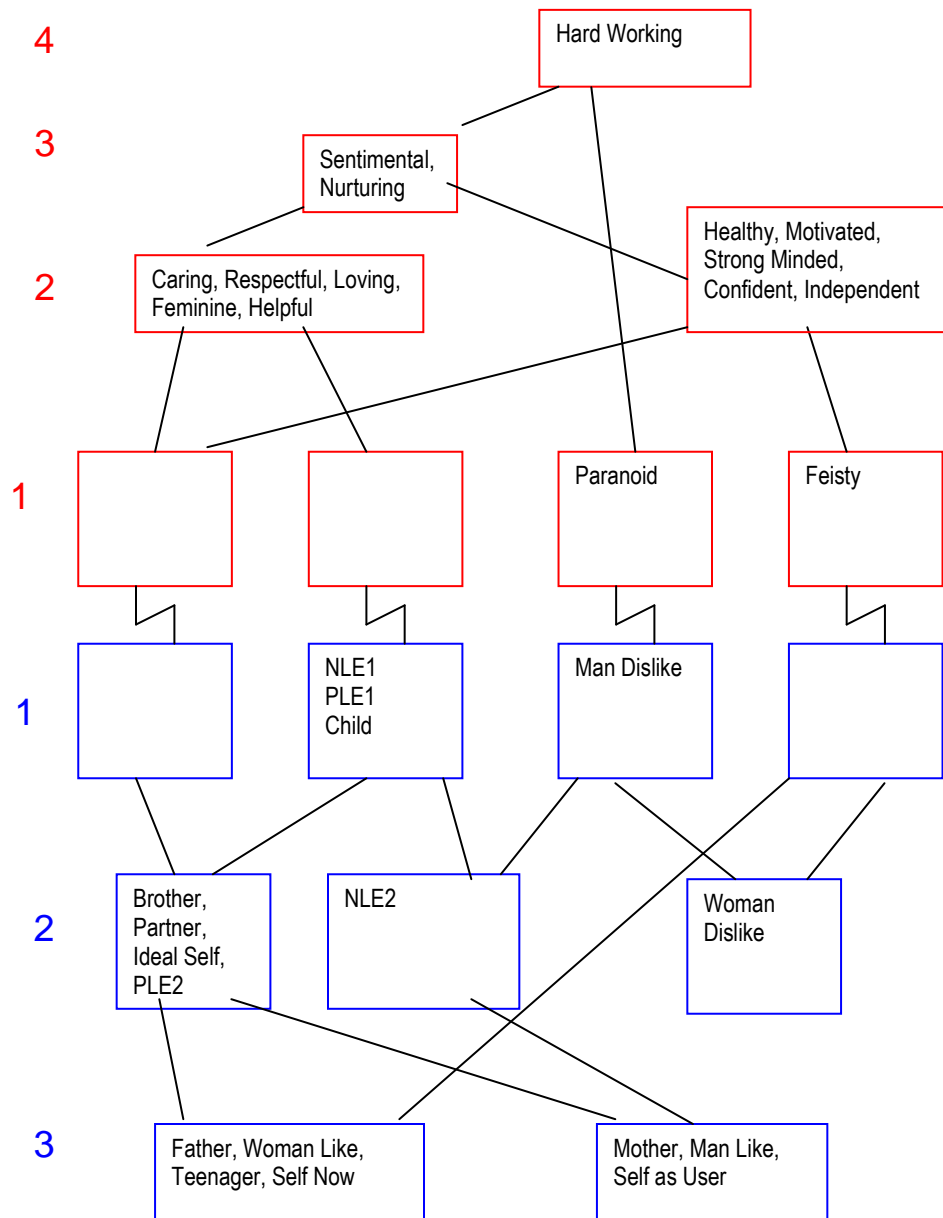 4
Hard Working
3
Sentimental,
Nurturing
Healthy, Motivated,
Strong Minded,
Confident, Independent
2
Caring, Respectful, Loving,
Feminine, Helpful
1
Paranoid
Feisty
1
NLE1
PLE1
Child
Man Dislike
2
Brother,
Partner,
Ideal Self,
PLE2
NLE2
Woman
Dislike
3
Father, Woman Like,
Teenager, Self Now
Mother, Man Like,
Self as User